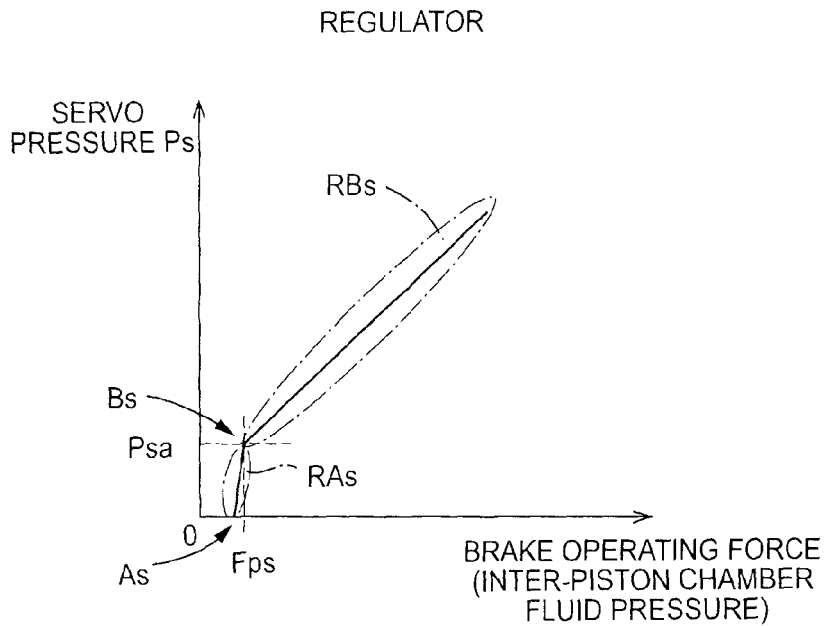 REGULATOR
SERVO
PRESSURE Ps
RBs
Bs
Psa
RAs
0
As
Fps
BRAKE OPERATING FORCE
(INTER-PISTON CHAMBER
FLUID PRESSURE)